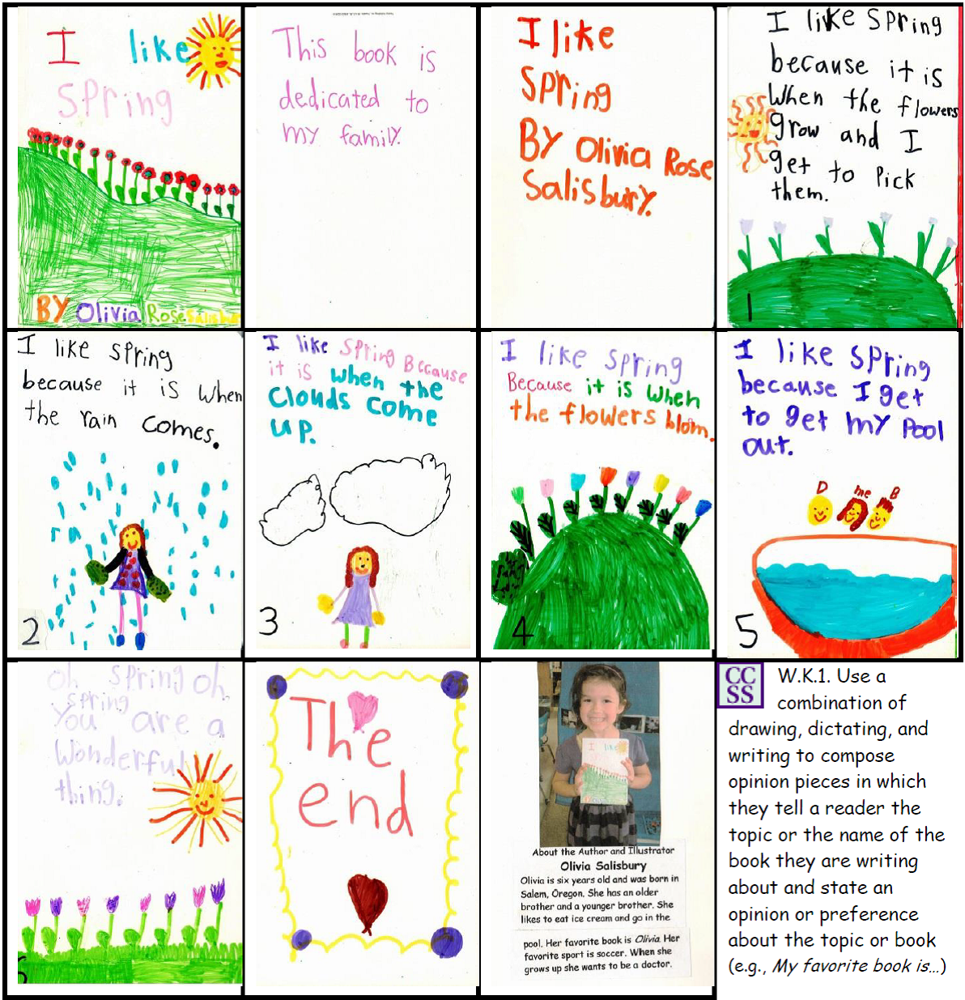 I like
Spring
BY Olivia Rose Salisbu
This book is
dedicated to
my family.
I like
Spring
BY Olivia Rose
Salisbury.
I like Spring
because it is
When the flowers
grow and I
get to Pick
them.
1
I like Spring
because it is when
the rain comes.
2
I like Spring Because
it is when the
Clouds come
up.
3
I like Spring
Because it is when
the flowers blom.
4
I like Spring
because I get
to get my Pool
out.
D me B
5
Oh Spring oh
spring
You are a
Wonderful
thing.
The
end
About the Author and Illustrator
Olivia Salisbury
Olivia is six years old and was born in
Salem, Oregon. She has an older
brother and a younger brother. She
likes to eat ice cream and go in the
pool. Her favorite book is Olivia. Her
favorite sport is soccer. When she
grows up she wants to be a doctor.
CC
SS
W.K.1. Use a
combination of
drawing, dictating, and
writing to compose
opinion pieces in which
they tell a reader the
topic or the name of the
book they are writing
about and state an
opinion or preference
about the topic or book
(e.g., My favorite book is…)